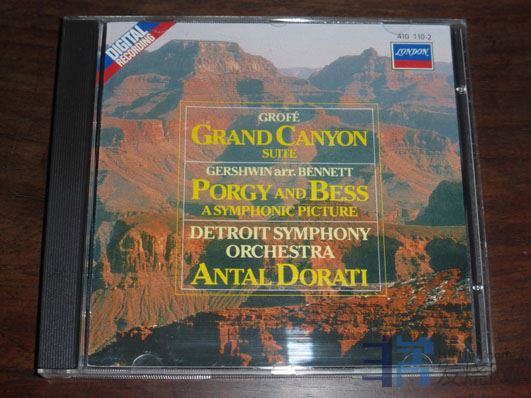 DIGITAL
RECORDING
410 110-2
LONDON
GROFÉ
GRAND CANYON
SUITE
GERSHWIN arr. BENNETT
PORGY AND BESS
A SYMPHONIC PICTURE
DETROIT SYMPHONY
ORCHESTRA
ANTAL DORATI